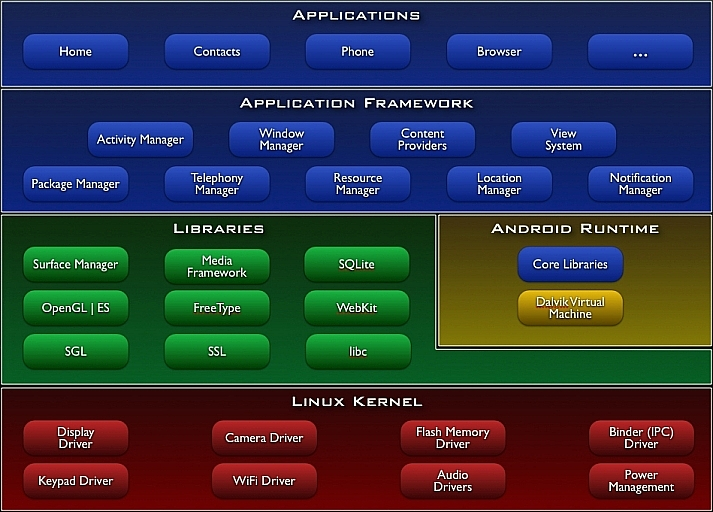 APPLICATIONS
Home
Contacts
Phone
Browser
...
APPLICATION FRAMEWORK
Activity Manager
Window
Manager
Content
Providers
View
System
Package Manager
Telephony
Manager
Resource
Manager
Location
Manager
Notification
Manager
LIBRARIES
Surface Manager
Media
Framework
SQLite
OpenGL | ES
FreeType
WebKit
SGL
SSL
libc
ANDROID RUNTIME
Core Libraries
Dalvik Virtual
Machine
LINUX KERNEL
Display
Driver
Camera Driver
Flash Memory
Driver
Binder (IPC)
Driver
Keypad Driver
WiFi Driver
Audio
Drivers
Power
Management